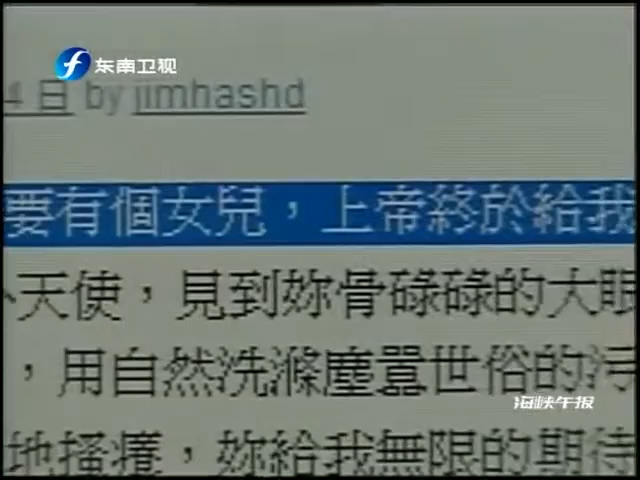 东南卫视
4 日 by jimhashd
要有個女兒，上帝終於給我
小天使，見到妳骨碌碌的大眼
，用自然洗滌塵囂世俗的污
海峡午报
地搔癢，妳給我無限的期待